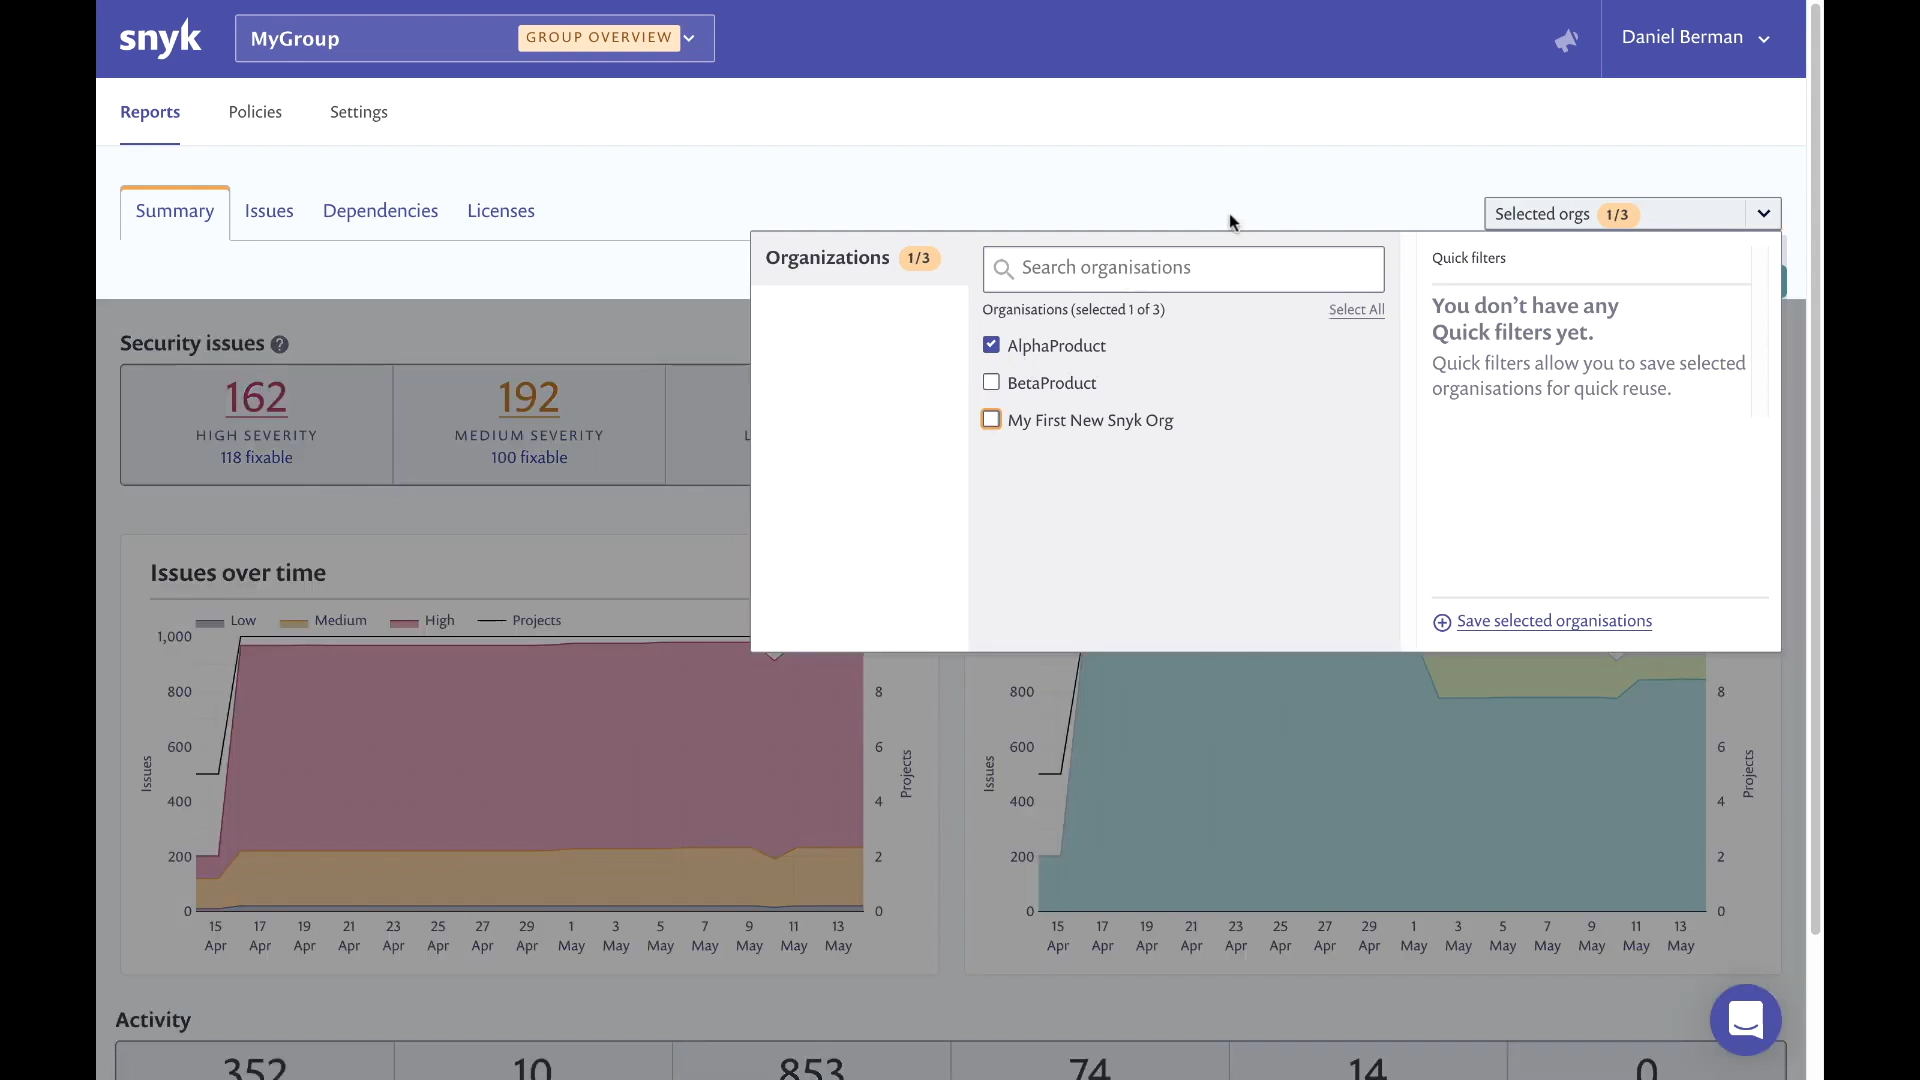 snyk
MyGroup
GROUP OVERVIEW
Daniel Berman
Reports
Policies
Settings
Summary
Issues
Dependencies
Licenses
Selected orgs 1/3
Organizations 1/3
Search organisations
Organisations (selected 1 of 3)
Select All
AlphaProduct
BetaProduct
My First New Snyk Org
Quick filters
You don't have any
Quick filters yet.
Quick filters allow you to save selected
organisations for quick reuse.
Save selected organisations
Security issues ?
162
HIGH SEVERITY
118 fixable
192
MEDIUM SEVERITY
100 fixable
L
Issues over time
Low
Medium
High
Projects
1,000
800
600
400
200
0
Issues
8
6
4
2
0
Projects
15 Apr
17 Apr
19 Apr
21 Apr
23 Apr
25 Apr
27 Apr
29 Apr
1 May
3 May
5 May
7 May
9 May
11 May
13 May
800
600
400
200
0
Issues
8
6
4
2
0
Projects
15 Apr
17 Apr
19 Apr
21 Apr
23 Apr
25 Apr
27 Apr
29 Apr
1 May
3 May
5 May
7 May
9 May
11 May
13 May
Activity
352
10
853
74
14
0